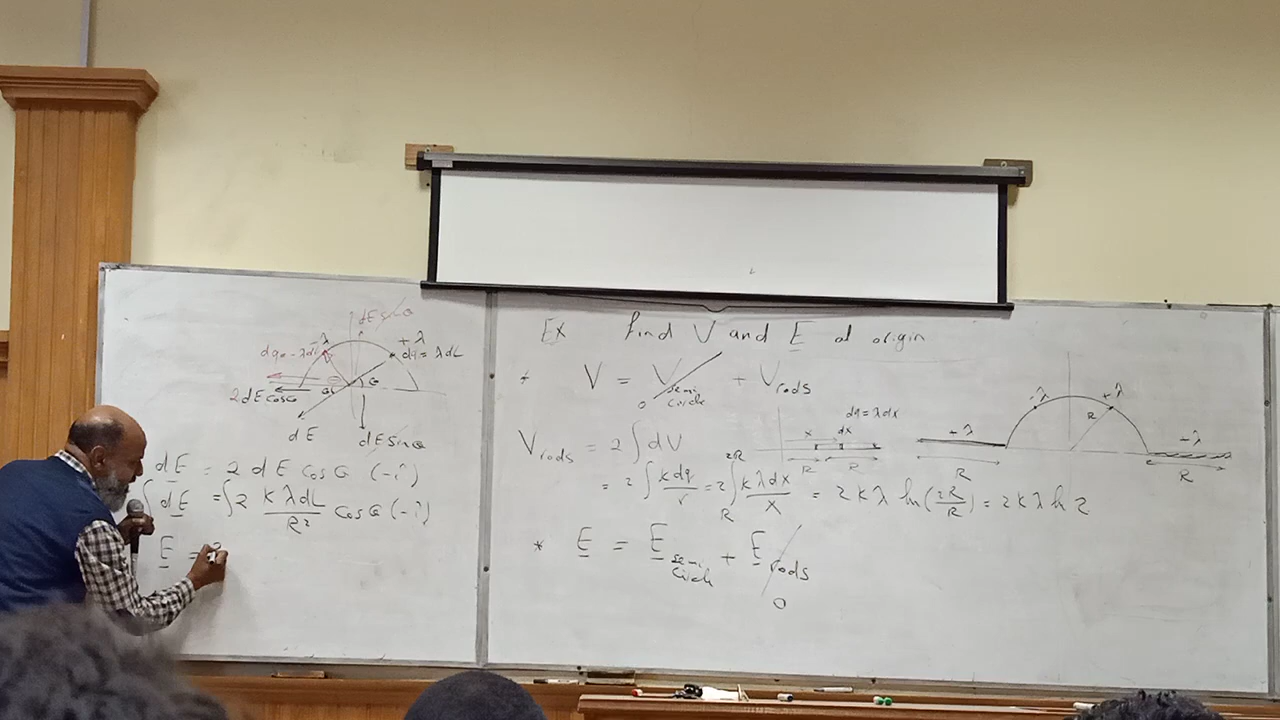 dE sinθ
-λ
+λ
dq = -λdL
dq = λdL
θ
θ
2dE cosθ
dE
dE sinθ
dE = 2 dE cosθ (-î)
∫dE = ∫2 kλdL/R² cosθ (-î)
E =
Ex find V and E at origin
* V = V semi circle + V rods
0
V rods = 2∫dV
= 2∫ kdq/r = 2∫ R 2R kλdx/x = 2kλ ln(2R/R) = 2kλ ln 2
* E = E semi circle + E rods
0
dq = λdx
x dx
R R
-λ +λ
R
+λ +λ
R R